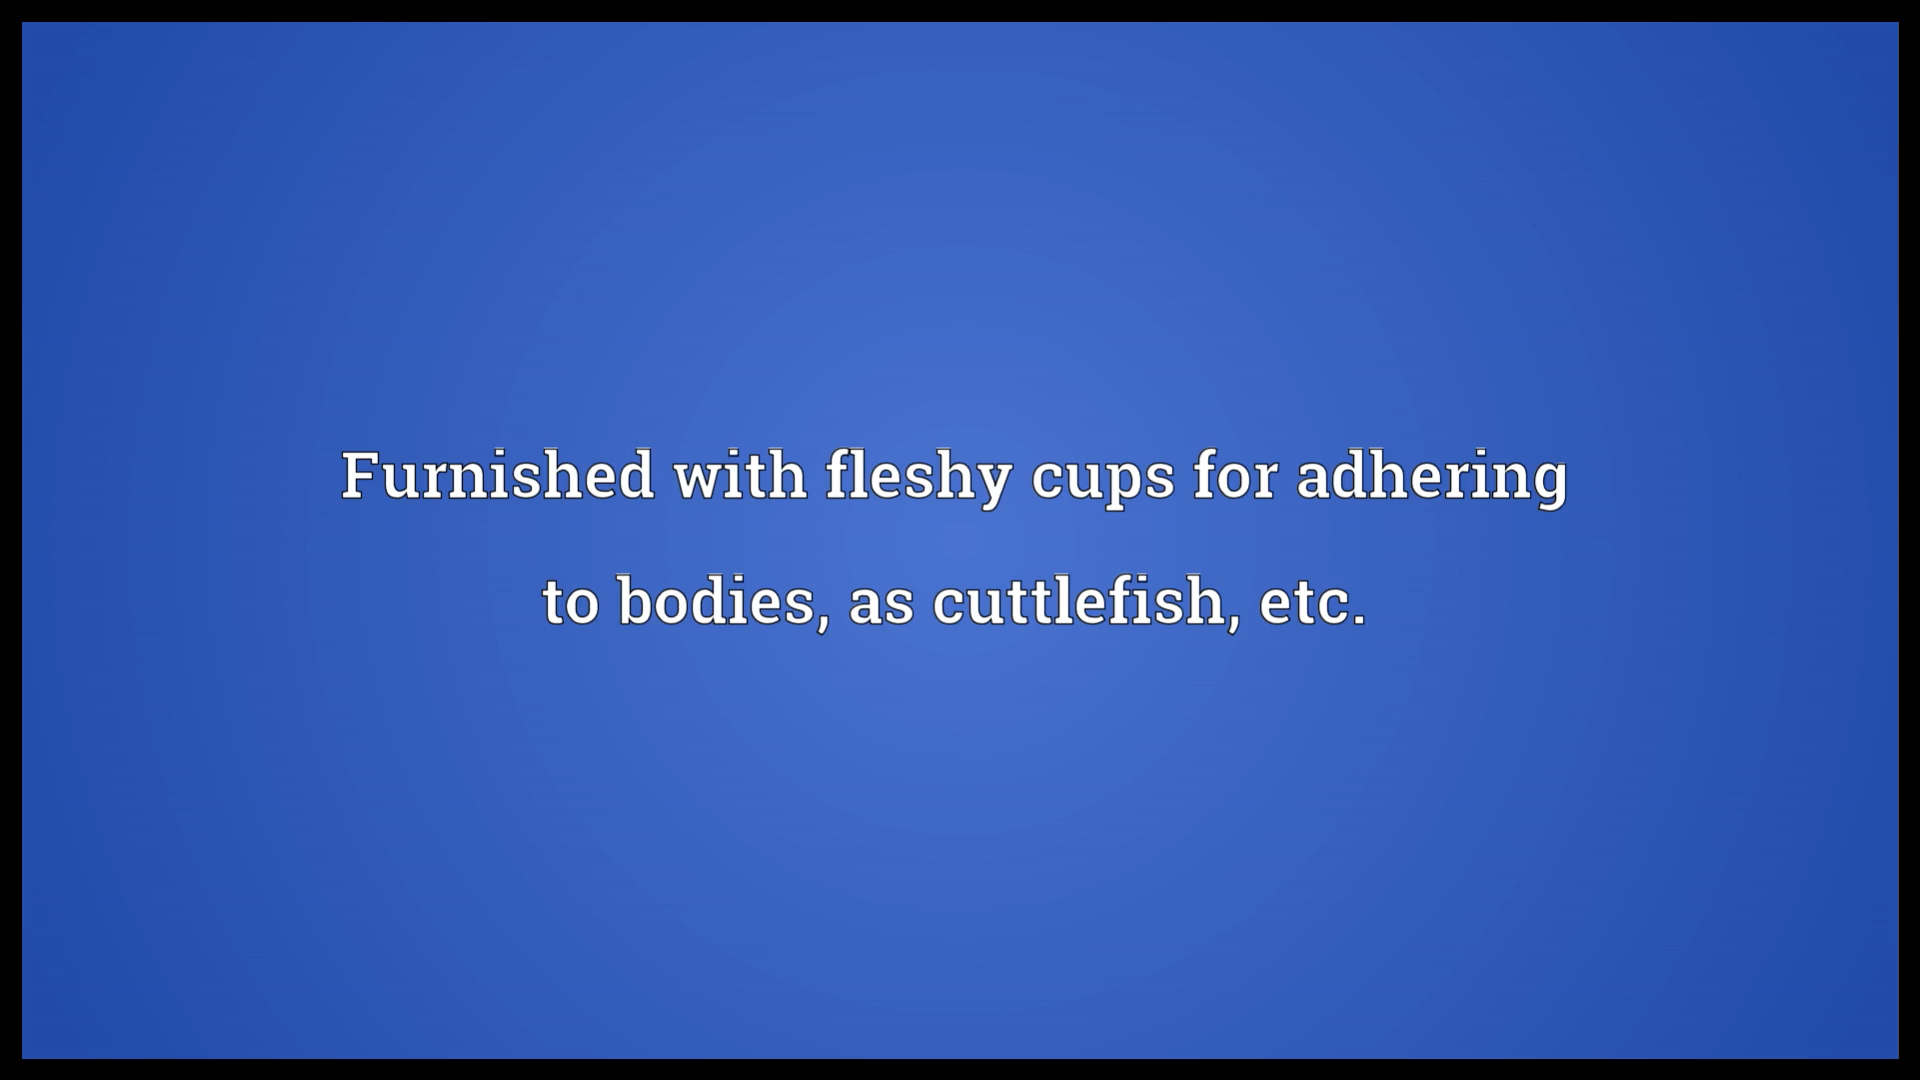 Furnished with fleshy cups for adhering
to bodies, as cuttlefish, etc.